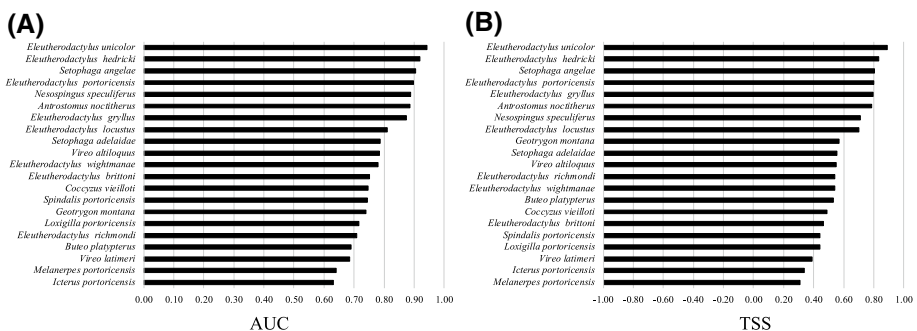 (A)
Eleutherodactylus unicolor
Eleutherodactylus hedricki
Setophaga angelae
Eleutherodactylus portoricensis
Nesospingus speculiferus
Antrostomus noctitherus
Eleutherodactylus gryllus
Eleutherodactylus locustus
Setophaga adelaidae
Vireo altiloquus
Eleutherodactylus wightmanae
Eleutherodactylus brittoni
Coccyzus vieilloti
Spindalis portoricensis
Geotrygon montana
Loxigilla portoricensis
Eleutherodactylus richmondi
Buteo platypterus
Vireo latimeri
Melanerpes portoricensis
Icterus portoricensis
0.00 0.10 0.20 0.30 0.40 0.50 0.60 0.70 0.80 0.90 1.00
AUC
(B)
Eleutherodactylus unicolor
Eleutherodactylus hedricki
Setophaga angelae
Eleutherodactylus portoricensis
Eleutherodactylus gryllus
Antrostomus noctitherus
Nesospingus speculiferus
Eleutherodactylus locustus
Geotrygon montana
Setophaga adelaidae
Vireo altiloquus
Eleutherodactylus richmondi
Eleutherodactylus wightmanae
Buteo platypterus
Coccyzus vieilloti
Eleutherodactylus brittoni
Spindalis portoricensis
Loxigilla portoricensis
Vireo latimeri
Icterus portoricensis
Melanerpes portoricensis
-1.00 -0.80 -0.60 -0.40 -0.20 0.00 0.20 0.40 0.60 0.80 1.00
TSS